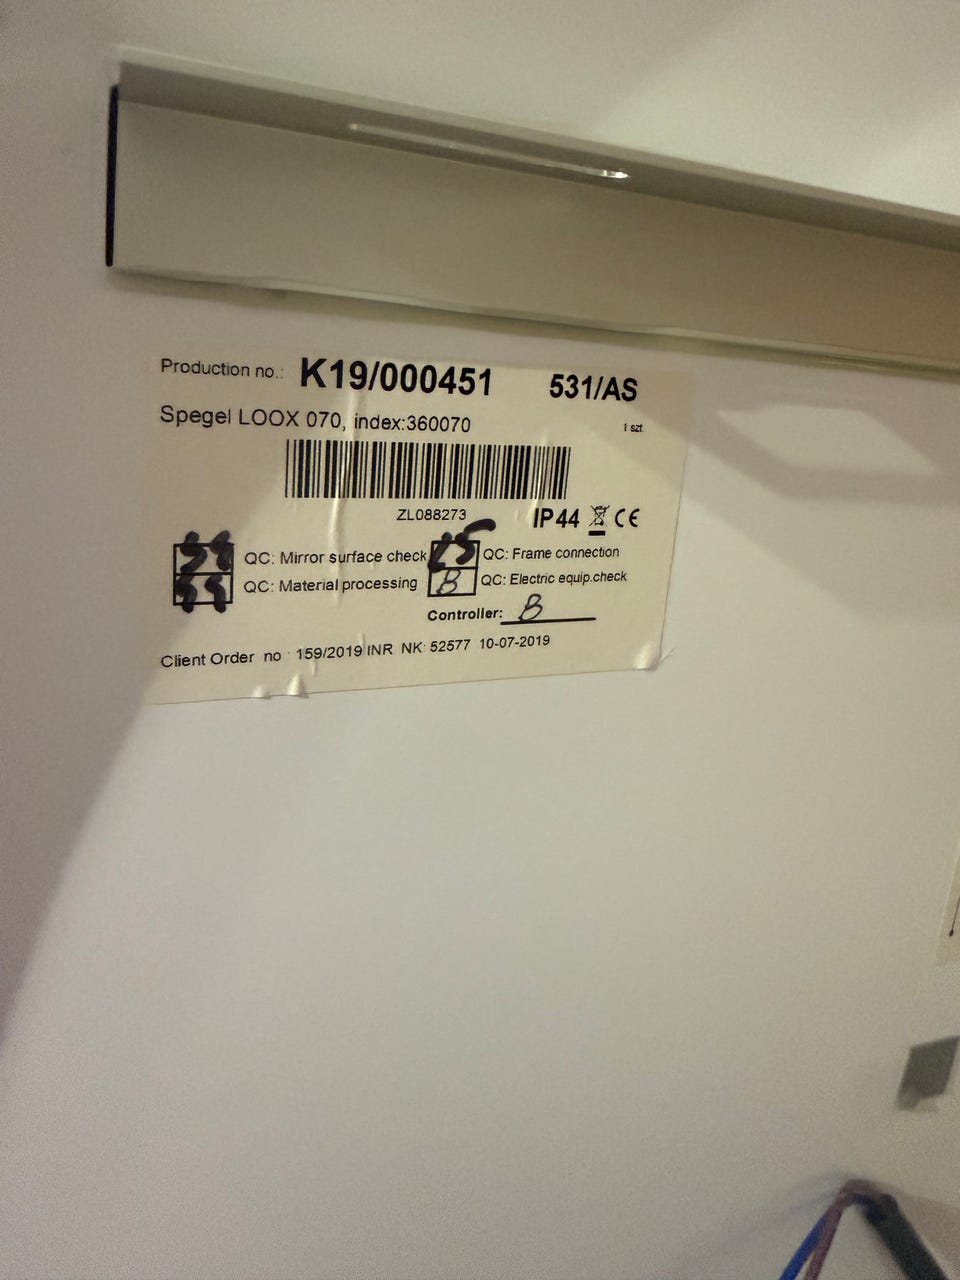 Production no.: K19/000451 531/AS
Spegel LOOX 070, index:360070 1 szt
ZL088273 IP44 CE
QC: Mirror surface check QC: Frame connection
QC: Material processing B QC: Electric equip.check
Controller: B
Client Order no 159/2019 INR NK: 52577 10-07-2019